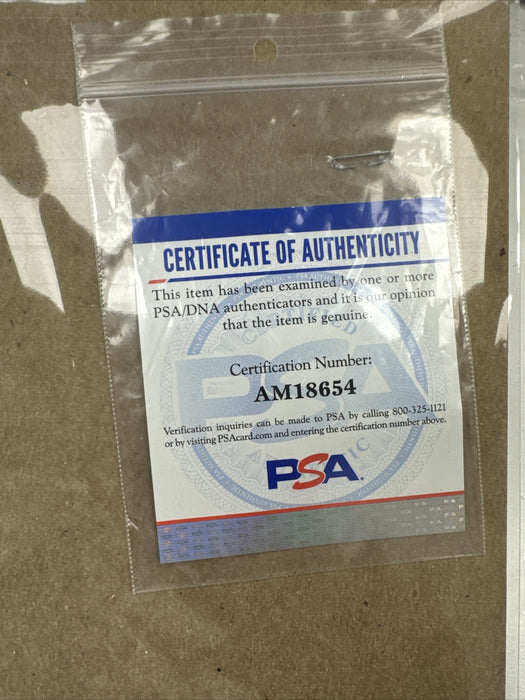 CERTIFICATE OF AUTHENTICITY
This item has been examined by one or more
PSA/DNA authenticators and it is our opinion
that the item is genuine.
Certification Number:
AM18654
Verification inquiries can be made to PSA by calling 800-325-1121
or by visiting PSAcard.com and entering the certification number above.
PSA